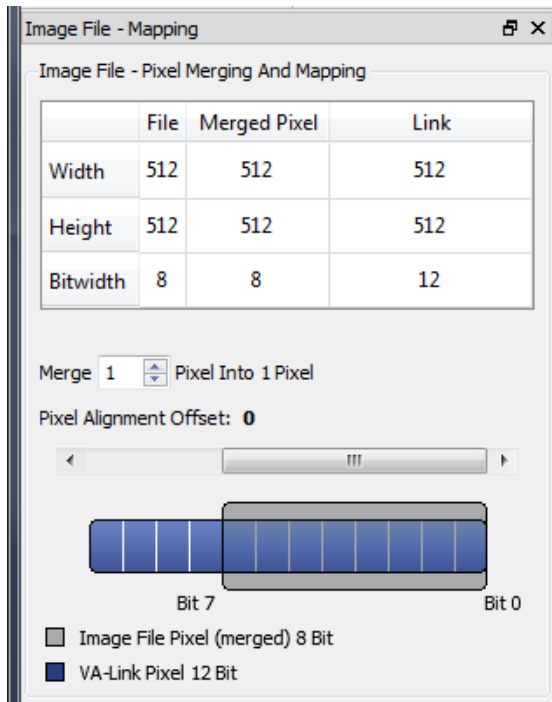 Image File - Mapping
Image File - Pixel Merging And Mapping
File Merged Pixel Link
Width 512 512 512
Height 512 512 512
Bitwidth 8 8 12
Merge 1 Pixel Into 1 Pixel
Pixel Alignment Offset: 0
Bit 7 Bit 0
Image File Pixel (merged) 8 Bit
VA-Link Pixel 12 Bit